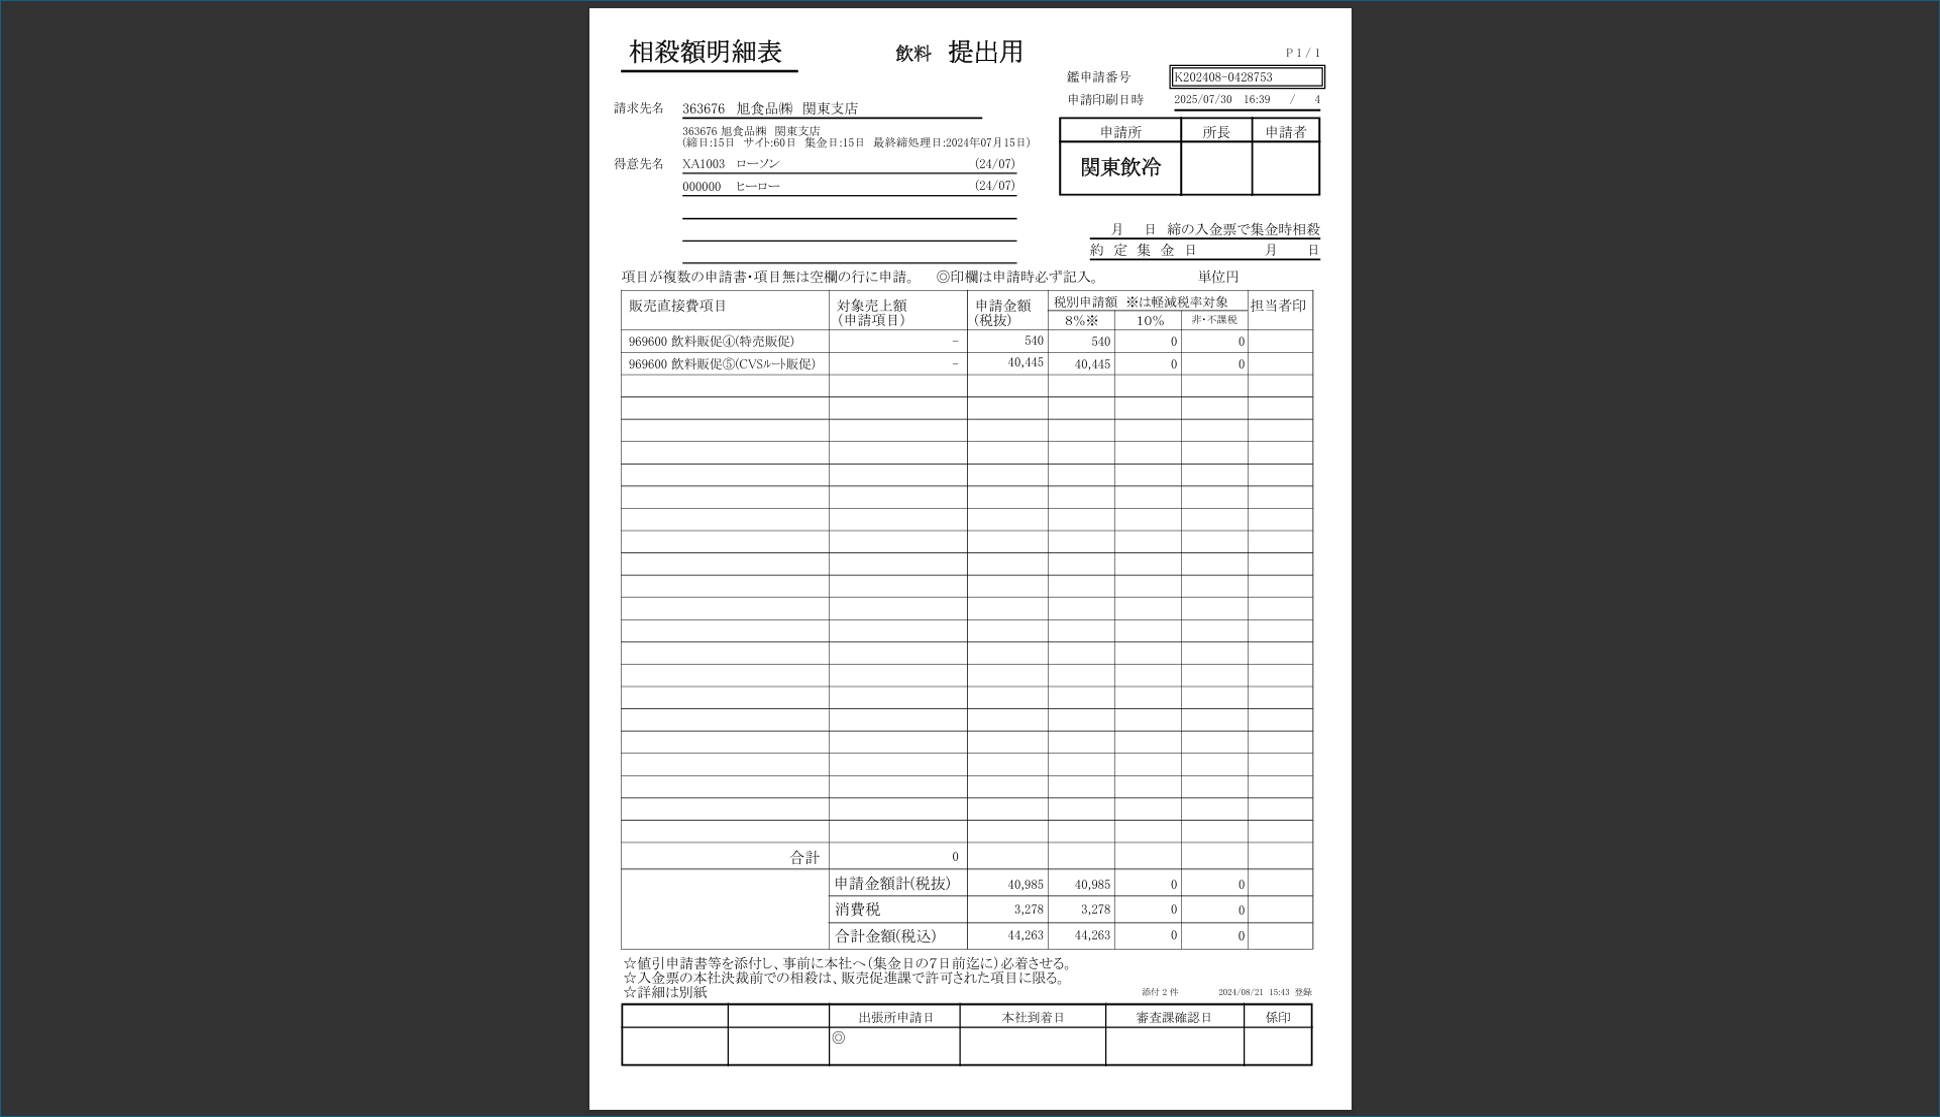 相殺額明細表 飲料 提出用 P 1 / 1
鑑申請番号 K202408-0428753
申請印刷日時 2025/07/30 16:39 / 4
請求先名 363676 旭食品㈱ 関東支店
363676 旭食品㈱ 関東支店
(締日:15日 サイト:60日 集金日:15日 最終締処理日:2024年07月15日)
得意先名 XA1003 ローソン (24/07)
000000 ヒーロー (24/07)
申請所 所長 申請者
関東飲冷
月 日 締の入金票で集金時相殺
約 定 集 金 日 月 日
項目が複数の申請書・項目無は空欄の行に申請。 ◎印欄は申請時必ず記入。 単位円
販売直接費項目 対象売上額 申請金額 税別申請額 ※は軽減税率対象 担当者印
(申請項目) (税抜) 8%※ 10% 非・不課税
969600 飲料販促④(特売販促) － 540 540 0 0
969600 飲料販促⑤(CVSルート販促) － 40,445 40,445 0 0
合計 0
申請金額計(税抜) 40,985 40,985 0 0
消費税 3,278 3,278 0 0
合計金額(税込) 44,263 44,263 0 0
☆値引申請書等を添付し、事前に本社へ(集金日の7日前迄に)必着させる。
☆入金票の本社決裁前での相殺は、販売促進課で許可された項目に限る。
☆詳細は別紙 添付 2 件 2024/08/21 15:43 登録
出張所申請日 本社到着日 審査課確認日 係印
◎